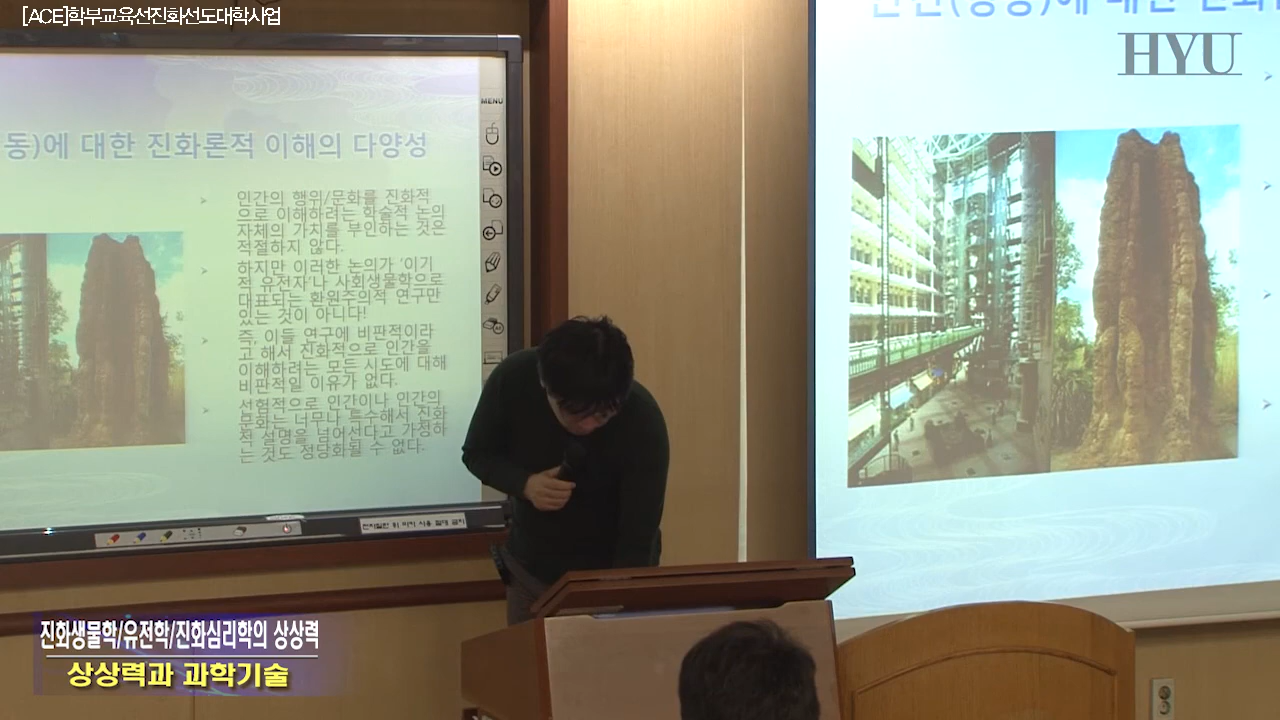 [ACE]학부교육선진화선도대학사업
HYU
동)에 대한 진화론적 이해의 다양성
MENU
인간의 행위/문화를 진화적
으로 이해하려는 학술적 논의
자체의 가치를 부인하는 것은
적절하지 않다.
하지만 이러한 논의가 '이기
적 유전자'나 사회생물학으로
대표되는 환원주의적 연구만
있는 것이 아니다!
즉, 이들 연구에 비판적이라
고 해서 진화적으로 인간을
이해하려는 모든 시도에 대해
비판적일 이유가 없다.
선험적으로 인간이나 인간의
문화는 너무나 특수해서 진화
적 설명을 넘어선다고 가정하
는 것도 정당화될 수 없다.
진화생물학/유전학/진화심리학의 상상력
상상력과 과학기술